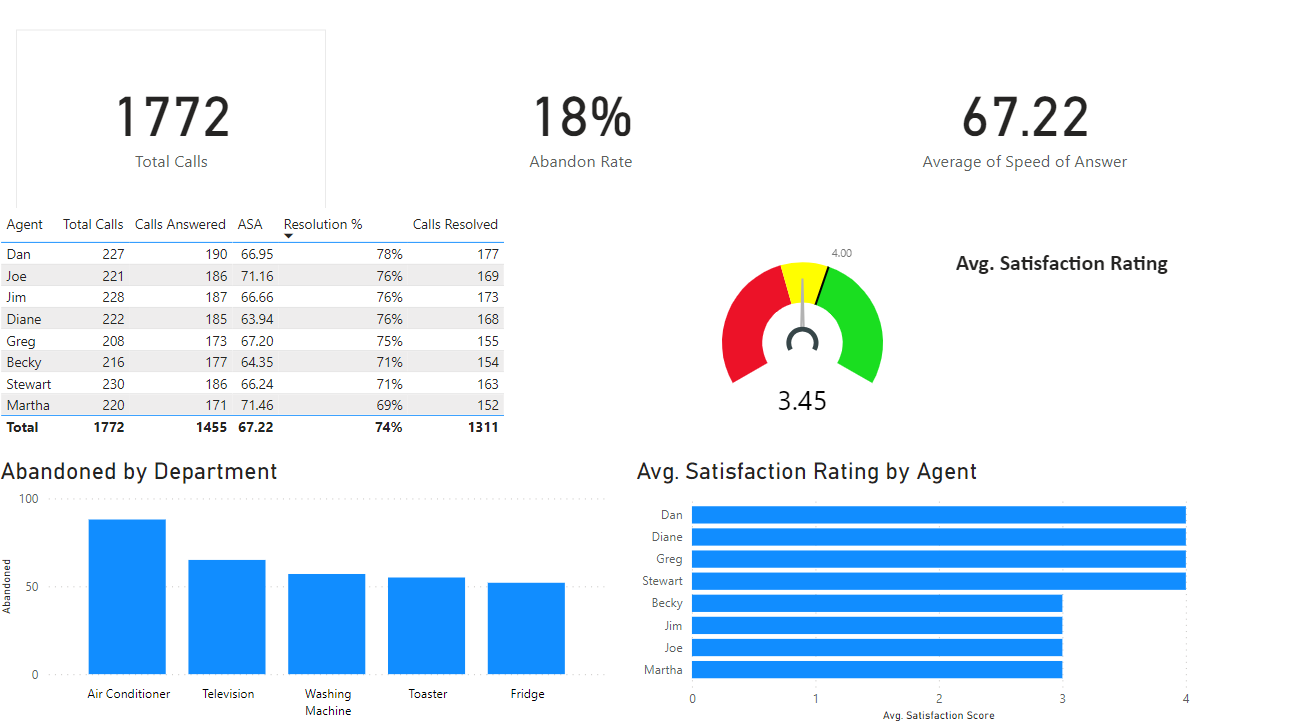 1772
Total Calls
18%
Abandon Rate
67.22
Average of Speed of Answer
Agent Total Calls Calls Answered ASA Resolution % Calls Resolved
Dan 227 190 66.95 78% 177
Joe 221 186 71.16 76% 169
Jim 228 187 66.66 76% 173
Diane 222 185 63.94 76% 168
Greg 208 173 67.20 75% 155
Becky 216 177 64.35 71% 154
Stewart 230 186 66.24 71% 163
Martha 220 171 71.46 69% 152
Total 1772 1455 67.22 74% 1311
4.00
3.45
Avg. Satisfaction Rating
Abandoned by Department
Abandoned
100
50
0
Air Conditioner
Television
Washing
Machine
Toaster
Fridge
Avg. Satisfaction Rating by Agent
Dan
Diane
Greg
Stewart
Becky
Jim
Joe
Martha
0 1 2 3 4
Avg. Satisfaction Score